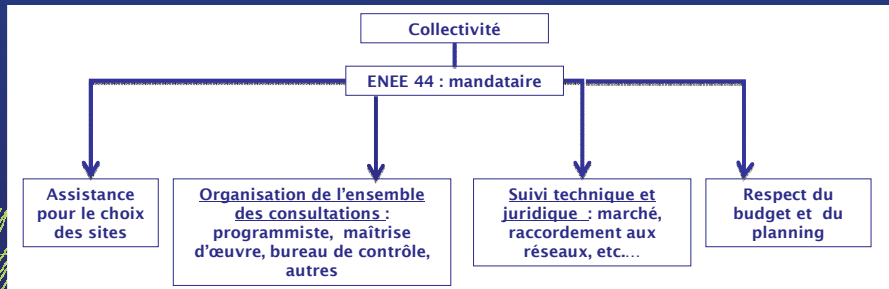 Collectivité
ENEE 44 : mandataire
Assistance
pour le choix
des sites
Organisation de l'ensemble
des consultations :
programmiste, maîtrise
d'œuvre, bureau de contrôle,
autres
Suivi technique et
juridique : marché,
raccordement aux
réseaux, etc.…
Respect du
budget et du
planning